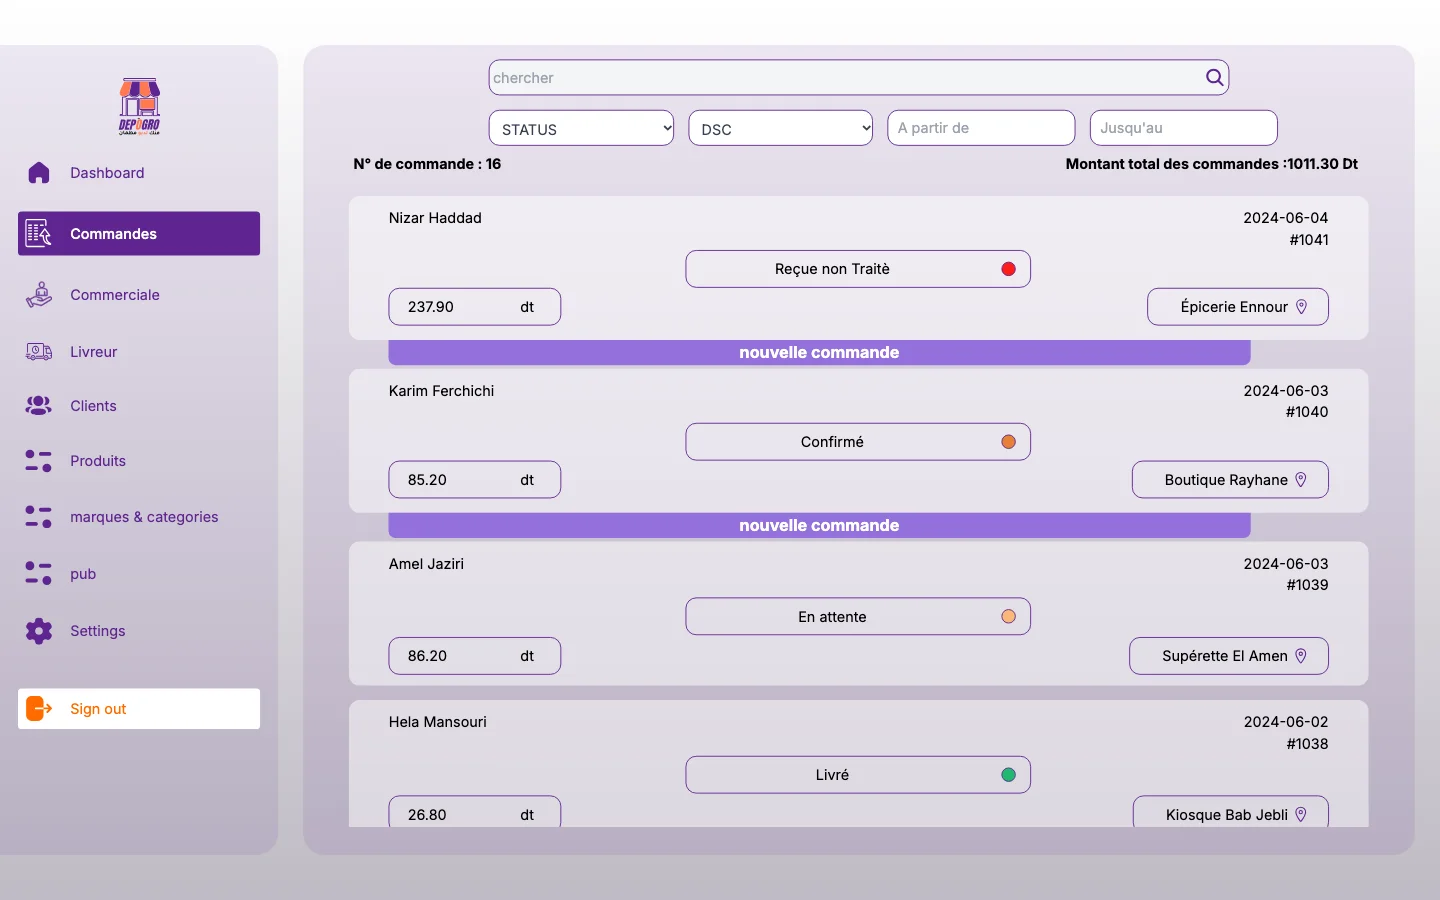 DEPOGRO
Dashboard
Commandes
Commerciale
Livreur
Clients
Produits
marques & categories
pub
Settings
Sign out
chercher
STATUS DSC A partir de Jusqu'au
N° de commande : 16 Montant total des commandes :1011.30 Dt
Nizar Haddad 2024-06-04
#1041
Reçue non Traitè
237.90 dt Épicerie Ennour
nouvelle commande
Karim Ferchichi 2024-06-03
#1040
Confirmé
85.20 dt Boutique Rayhane
nouvelle commande
Amel Jaziri 2024-06-03
#1039
En attente
86.20 dt Supérette El Amen
Hela Mansouri 2024-06-02
#1038
Livré
26.80 dt Kiosque Bab Jebli